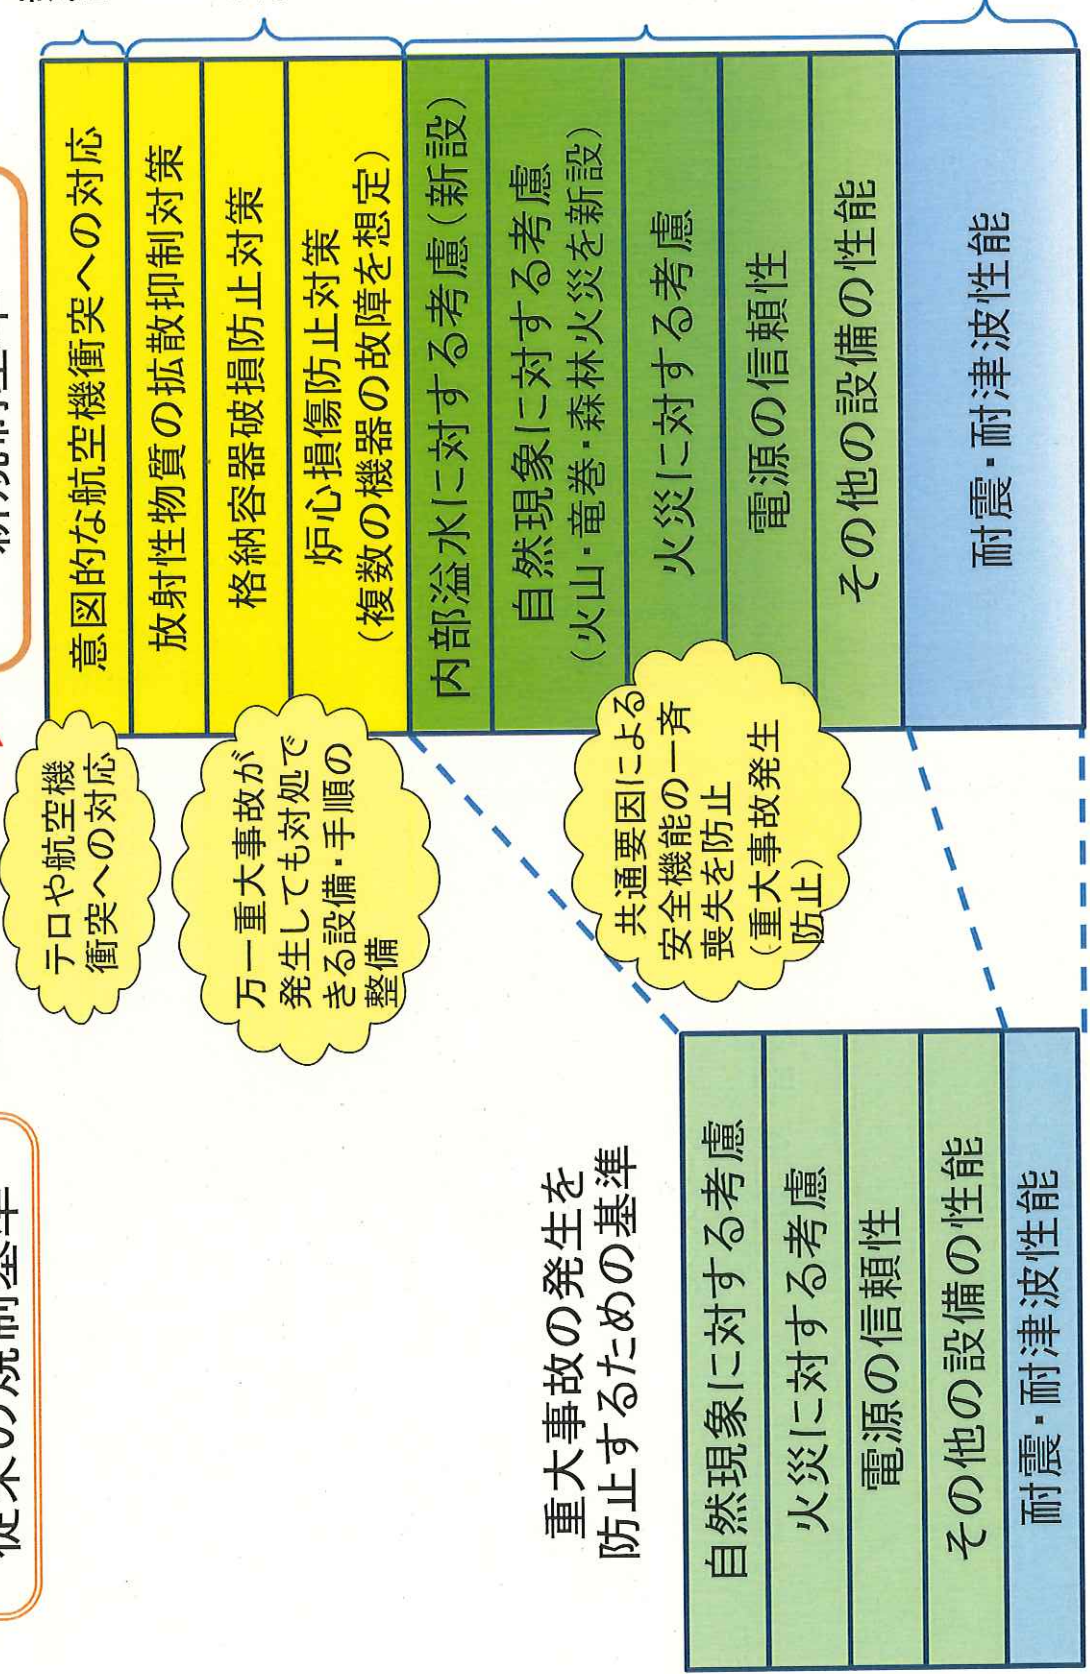 従来の規制基準
重大事故の発生を
防止するための基準
自然現象に対する考慮
火災に対する考慮
電源の信頼性
その他の設備の性能
耐震・耐津波性能
テロや航空機
衝突への対応
万一重大事故が
発生しても対処で
きる設備・手順の
整備
共通要因による
安全機能の一斉
喪失を防止
(重大事故発生
防止)
意図的な航空機衝突への対応
放射性物質の拡散抑制対策
格納容器破損防止対策
炉心損傷防止対策
(複数の機器の故障を想定)
内部溢水に対する考慮(新設)
自然現象に対する考慮
(火山・竜巻・森林火災を新設)
火災に対する考慮
電源の信頼性
その他の設備の性能
耐震・耐津波性能